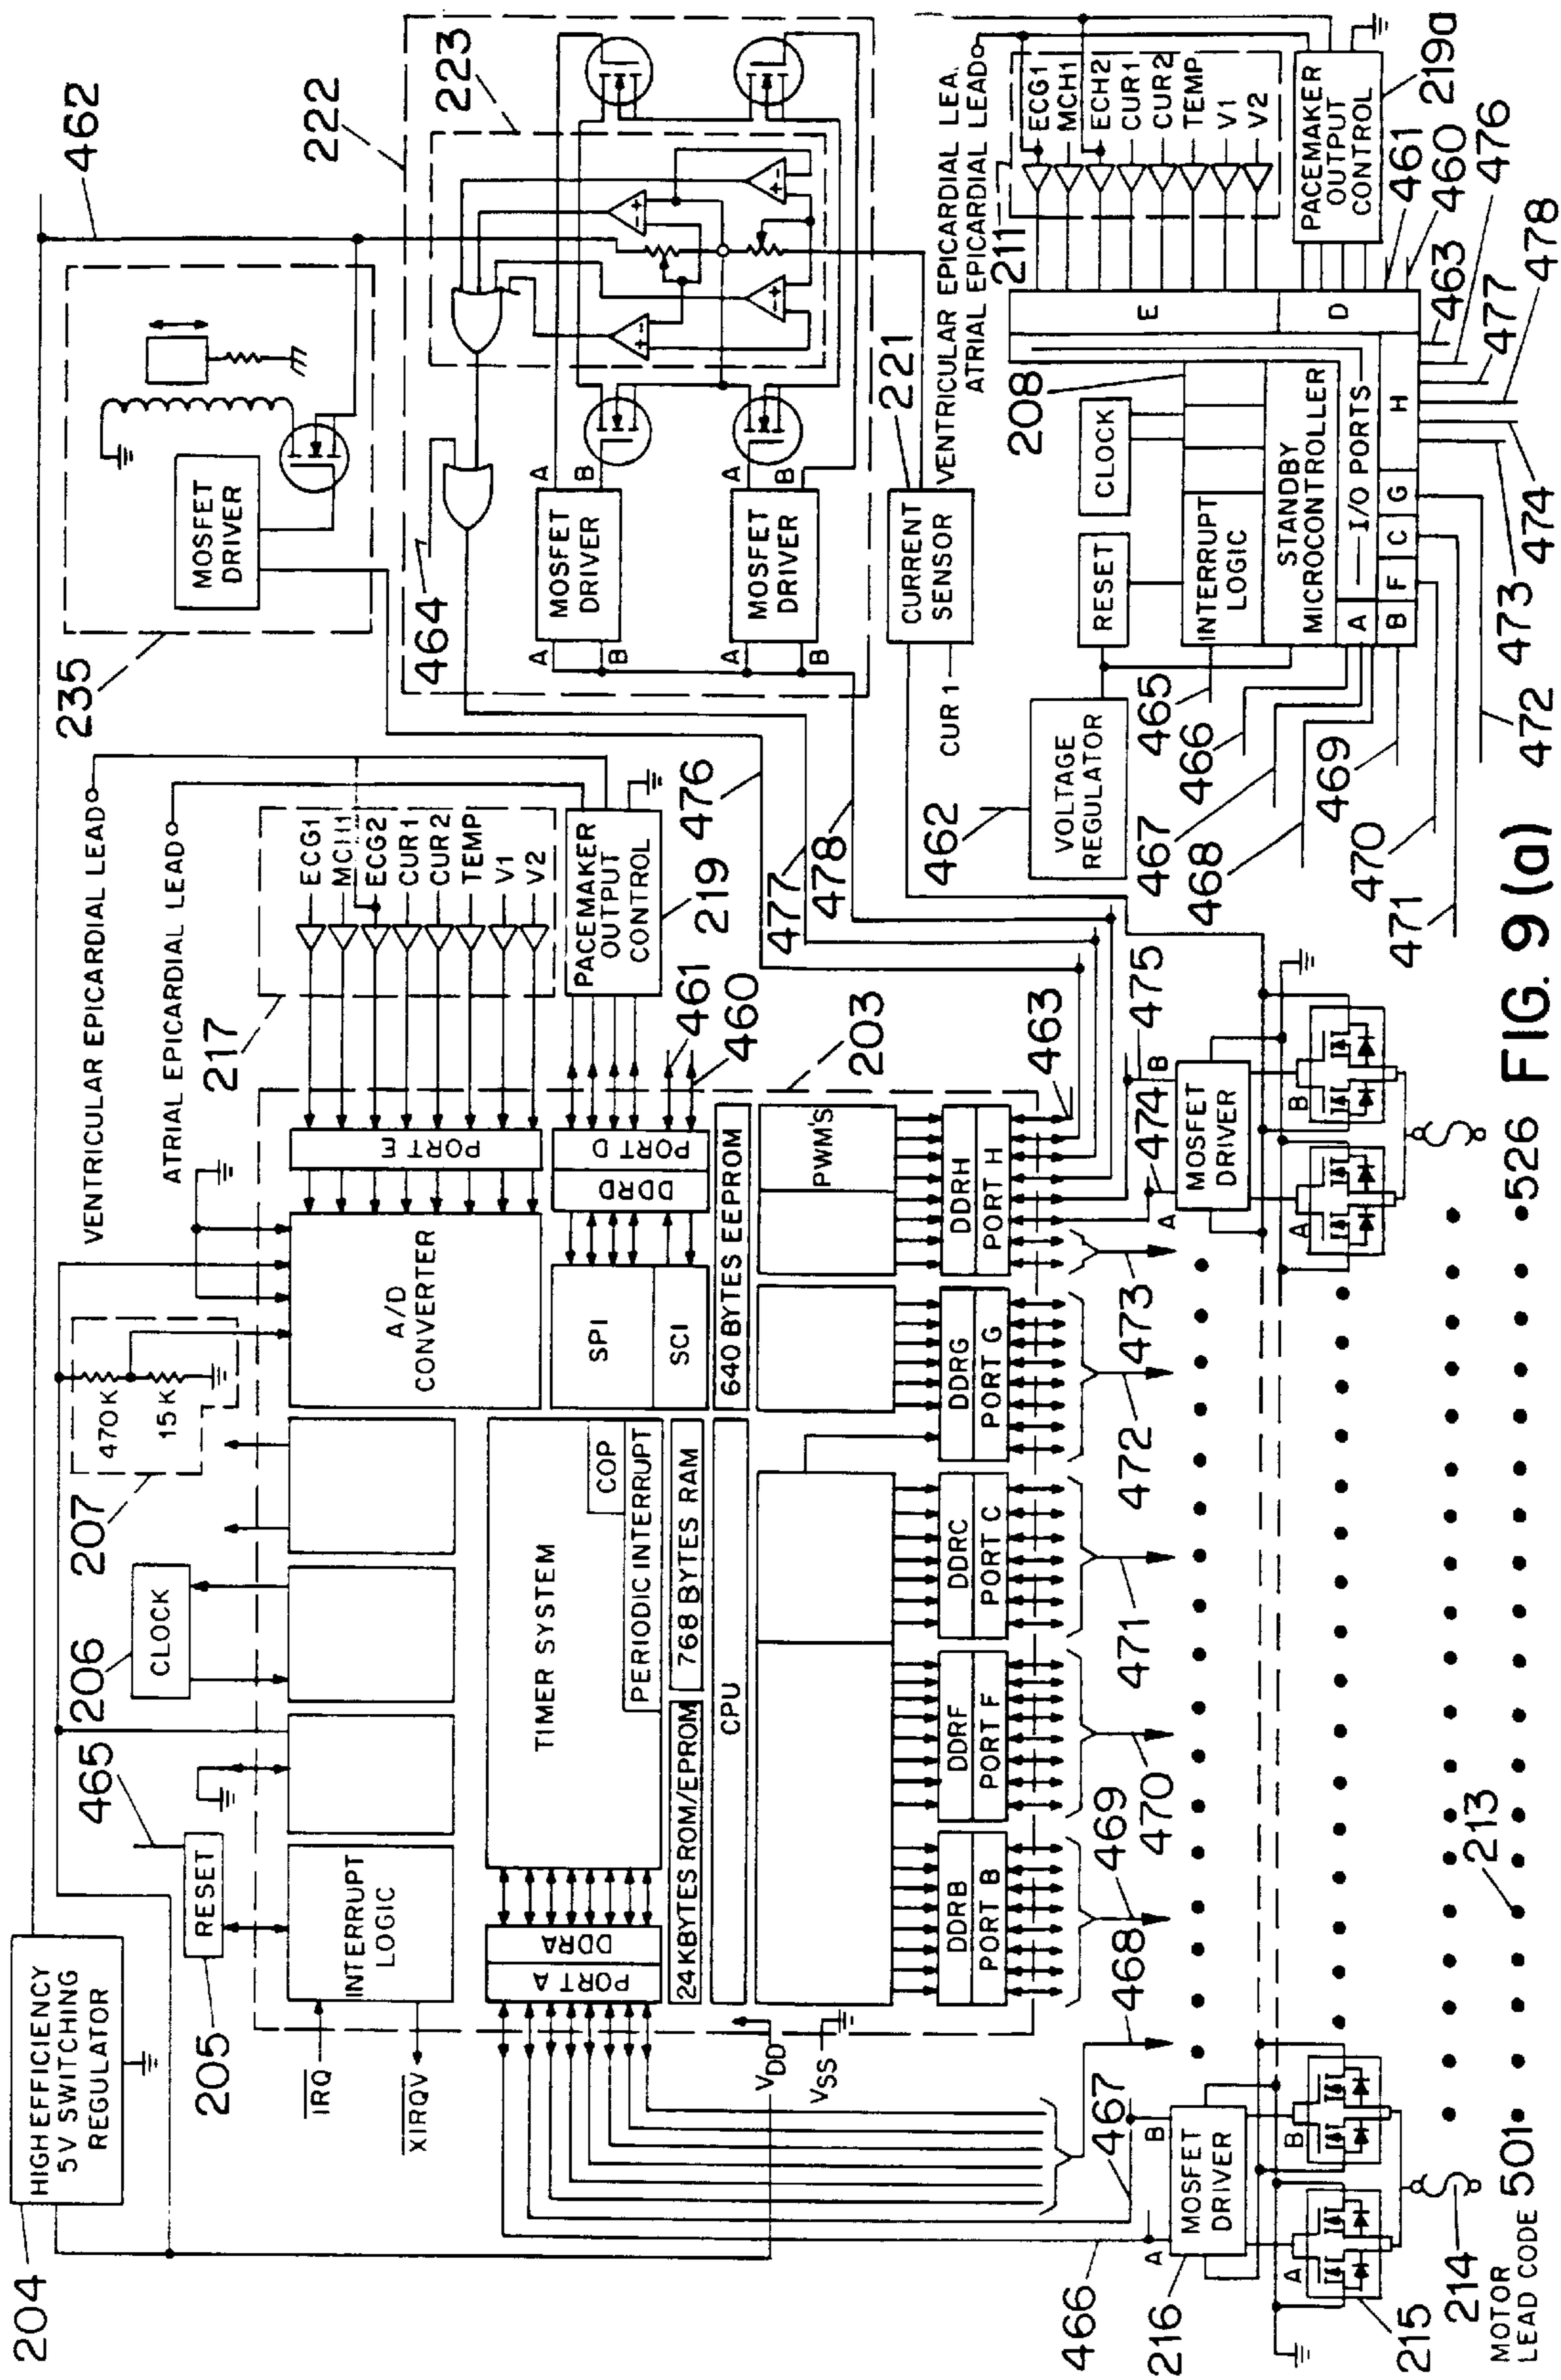 204
HIGH EFFICIENCY
5V SWITCHING
REGULATOR
465
205
RESET
206
CLOCK
207
470K
15K
VENTRICULAR EPICARDIAL LEAD
ATRIAL EPICARDIAL LEAD
217
ECG1
MCH1
ECG2
CUR1
CUR2
TEMP
V1
V2
PACEMAKER
OUTPUT
CONTROL
219
461
460
203
IRQ
XIRQV
INTERRUPT
LOGIC
A/D
CONVERTER
PORT E
TIMER SYSTEM
COP
PERIODIC INTERRUPT
SPI
SCI
DDRD
PORT D
PORT A
DDRA
24KBYTES ROM/EPROM
768 BYTES RAM
640 BYTES EEPROM
CPU
PWM'S
VDD
VSS
DDRB
PORT B
DDRF
PORT F
DDRC
PORT C
DDRG
PORT G
DDRH
PORT H
463
466
467
468
469
470
471
472
473
474
475
216
A
MOSFET
DRIVER
B
A
B
215
214
MOTOR
LEAD CODE
501
213
526
A
MOSFET
DRIVER
B
A
B
235
MOSFET
DRIVER
462
222
223
464
A
B
MOSFET
DRIVER
A
B
A
B
MOSFET
DRIVER
A
B
476
477
478
221
CURRENT
SENSOR
CUR 1
VENTRICULAR EPICARDIAL LEA.
ATRIAL EPICARDIAL LEAD
211
ECG1
MCH1
ECH2
CUR1
CUR2
TEMP
V1
V2
PACEMAKER
OUTPUT
CONTROL
219a
462
VOLTAGE
REGULATOR
RESET
CLOCK
208
INTERRUPT
LOGIC
STANDBY
MICROCONTROLLER
I/O PORTS
E
D
A
B
F
C
G
H
461
460
463
476
477
478
474
473
472
465
466
467
468
469
470
471
FIG. 9(a)